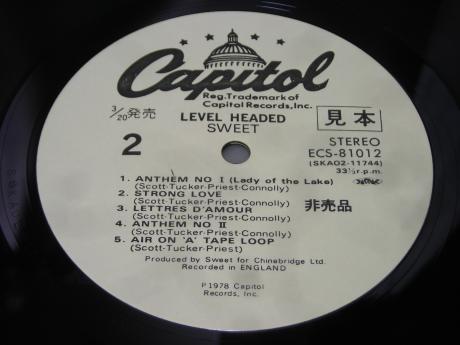 Capitol
Reg. Trademark of
Capitol Records, Inc.
3/20発売
見本
LEVEL HEADED
SWEET
2
STEREO
ECS-81012
(SKAO2-11744)
33⅓ r.p.m.
1. ANTHEM NO I (Lady of the Lake)
(Scott-Tucker-Priest-Connolly)
2. STRONG LOVE
(Scott-Tucker-Priest-Connolly)
3. LETTRES D'AMOUR
(Scott-Tucker-Priest-Connolly)
4. ANTHEM NO II
(Scott-Tucker-Priest-Connolly)
5. AIR ON 'A' TAPE LOOP
(Scott-Tucker-Priest)
非売品
Produced by Sweet for Chinebridge Ltd.
Recorded in ENGLAND
P 1978 Capitol
Records, Inc.